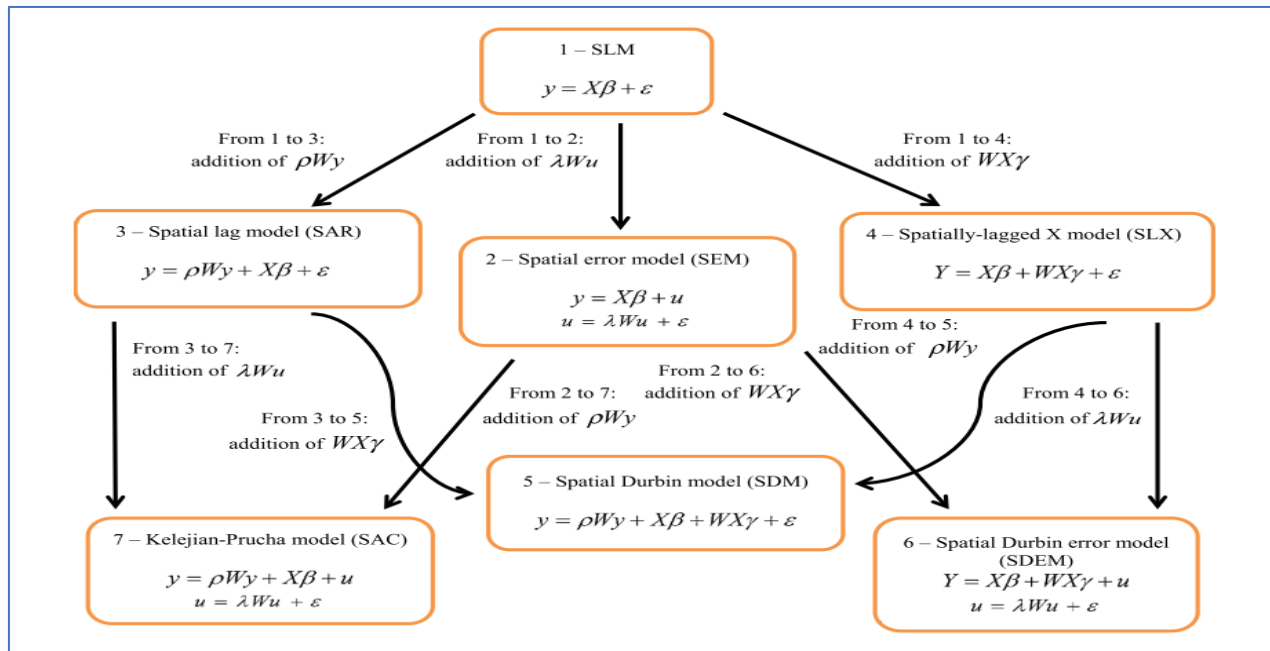 1 – SLM
y = Xβ + ε
From 1 to 3:
addition of ρWy
From 1 to 2:
addition of λWu
From 1 to 4:
addition of WXγ
3 – Spatial lag model (SAR)
y = ρWy + Xβ + ε
2 – Spatial error model (SEM)
y = Xβ + u
u = λWu + ε
4 – Spatially-lagged X model (SLX)
Y = Xβ + WXγ + ε
From 3 to 7:
addition of λWu
From 3 to 5:
addition of WXγ
From 2 to 7:
addition of ρWy
From 2 to 6:
addition of WXγ
From 4 to 5:
addition of ρWy
From 4 to 6:
addition of λWu
7 – Kelejian-Prucha model (SAC)
y = ρWy + Xβ + u
u = λWu + ε
5 – Spatial Durbin model (SDM)
y = ρWy + Xβ + WXγ + ε
6 – Spatial Durbin error model
(SDEM)
Y = Xβ + WXγ + u
u = λWu + ε